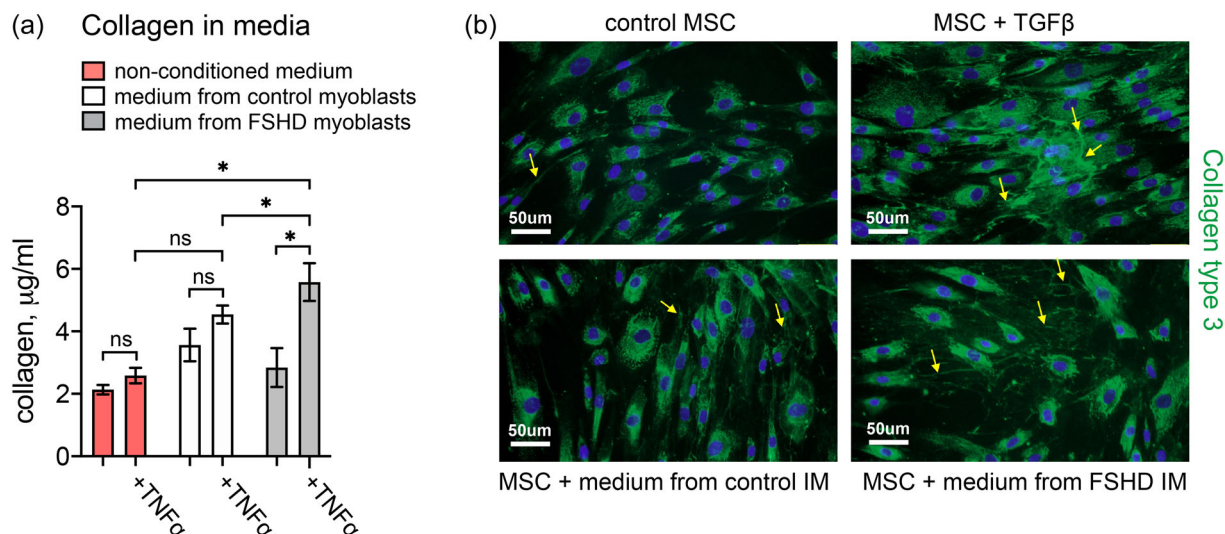 (a) Collagen in media
non-conditioned medium
medium from control myoblasts
medium from FSHD myoblasts
*
*
ns
*
ns
ns
8
6
4
2
0
collagen, µg/ml
+TNFα
+TNFα
+TNFα
(b)
control MSC
MSC + TGFβ
50um
50um
50um
50um
MSC + medium from control IM
MSC + medium from FSHD IM
Collagen type 3